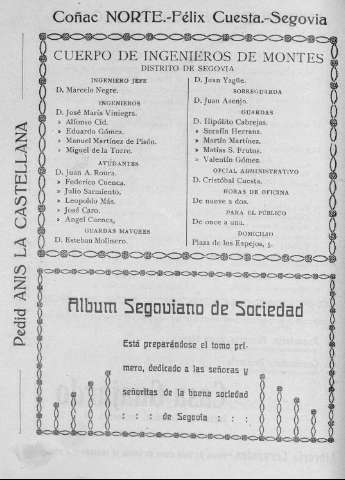 Coñac NORTE.-Félix Cuesta.-Segovia
CUERPO DE INGENIEROS DE MONTES
DISTRITO DE SEGOVIA
INGENIERO JEFE
D. Marcelo Negre.
INGENIEROS
D. José María Viniegra.
» Alfonso Cid.
» Eduardo Gómez.
» Manuel Martínez de Pisón.
» Miguel de la Torre.
AYUDANTES
D. Juan A. Roura.
» Federico Cuenca.
» Julio Sarmiento.
» Leopoldo Más.
» José Caro.
» Angel Cuenca,
GUARDAS MAYORES
D. Esteban Molinero.
D. Juan Yagüe.
SOBREGUARDA
D. Juan Asenjo.
GUARDAS
D. Hipólito Cabrejas.
» Serafín Herranz.
» Martín Martínez.
» Matías S. Frutos.
» Valentín Gómez.
OFICIAL ADMINISTRATIVO
D. Cristóbal Cuesta.
HORAS DE OFICINA
De nueve a dos.
PARA EL PÚBLICO
De once a una.
DOMICILIO
Plaza de los Espejos, 5.
Pedid ANIS LA CASTELLANA
Album Segoviano de Sociedad
Está preparándose el tomo pri-
mero, dedicado a las señoras y
señoritas de la buena sociedad
: : : de Segovia : : :